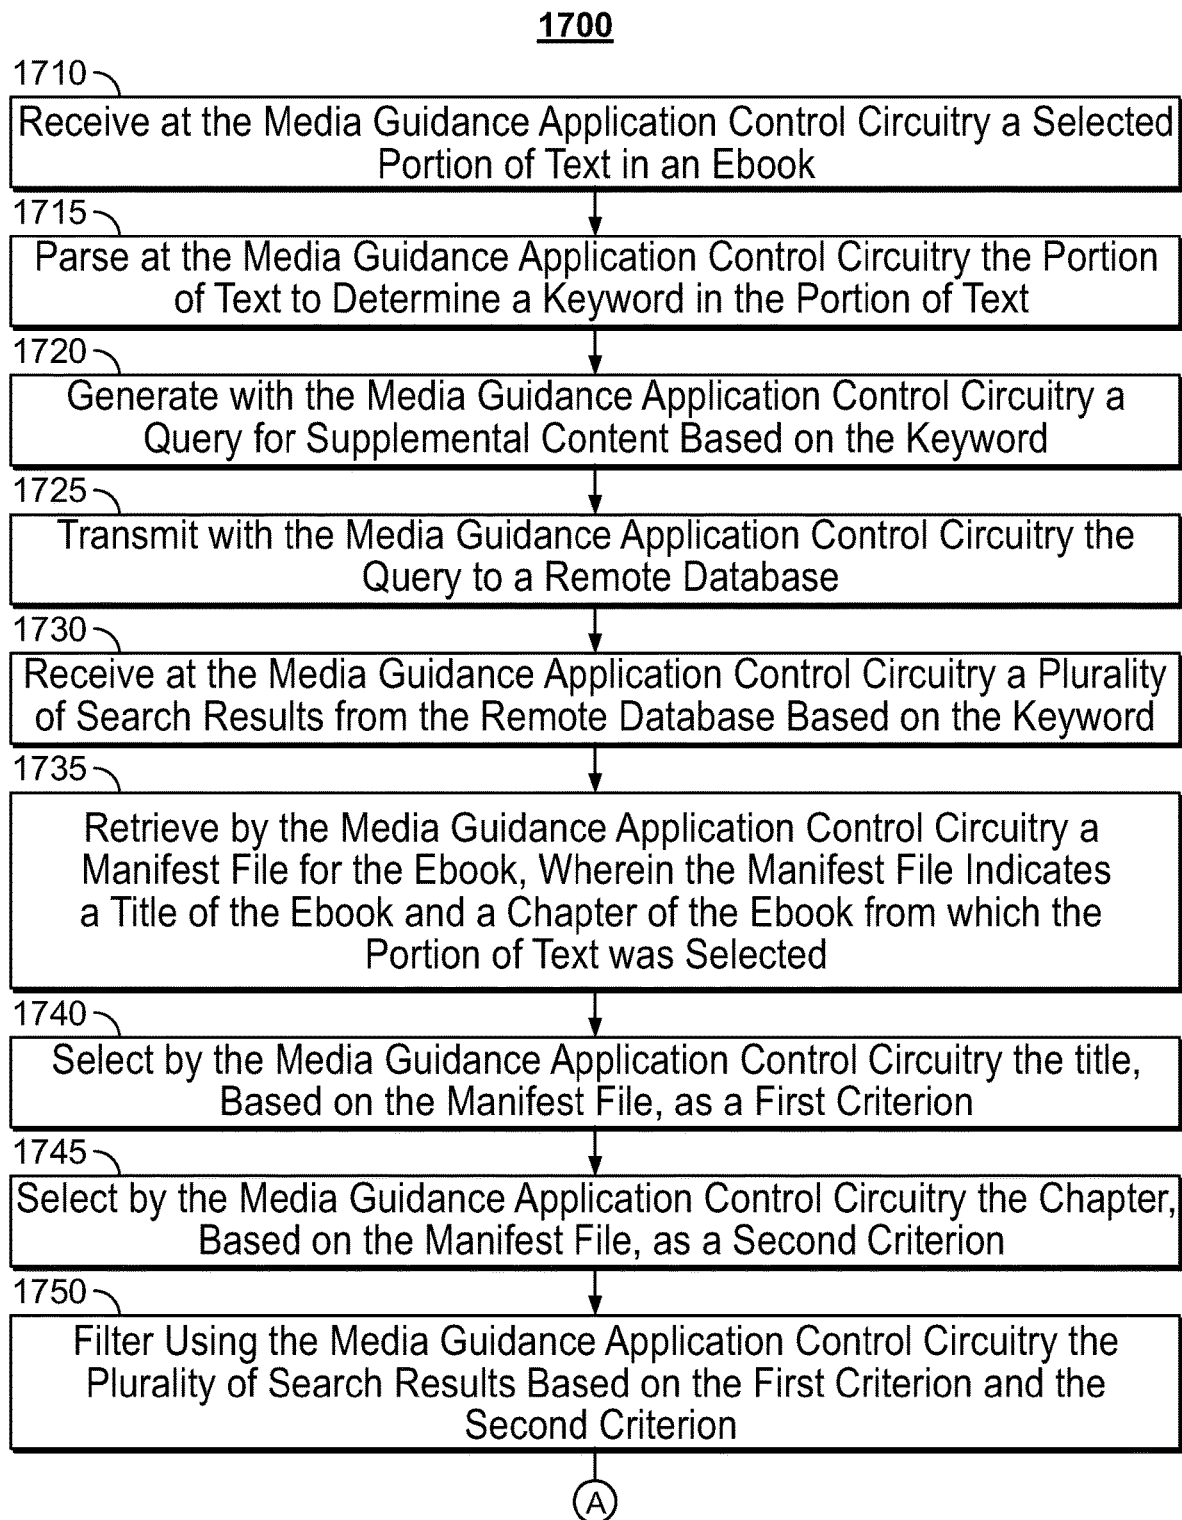 1700
1710
Receive at the Media Guidance Application Control Circuitry a Selected
Portion of Text in an Ebook
1715
Parse at the Media Guidance Application Control Circuitry the Portion
of Text to Determine a Keyword in the Portion of Text
1720
Generate with the Media Guidance Application Control Circuitry a
Query for Supplemental Content Based on the Keyword
1725
Transmit with the Media Guidance Application Control Circuitry the
Query to a Remote Database
1730
Receive at the Media Guidance Application Control Circuitry a Plurality
of Search Results from the Remote Database Based on the Keyword
1735
Retrieve by the Media Guidance Application Control Circuitry a
Manifest File for the Ebook, Wherein the Manifest File Indicates
a Title of the Ebook and a Chapter of the Ebook from which the
Portion of Text was Selected
1740
Select by the Media Guidance Application Control Circuitry the title,
Based on the Manifest File, as a First Criterion
1745
Select by the Media Guidance Application Control Circuitry the Chapter,
Based on the Manifest File, as a Second Criterion
1750
Filter Using the Media Guidance Application Control Circuitry the
Plurality of Search Results Based on the First Criterion and the
Second Criterion
A